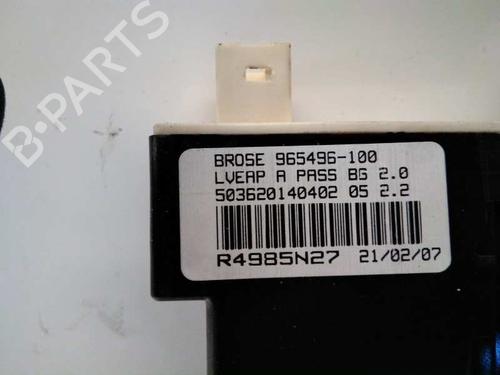 B-PARTS
BROSE 965496-100
LVEAP A PASS BG 2.0
503620140402 05 2.2
R4985N27 21/02/07